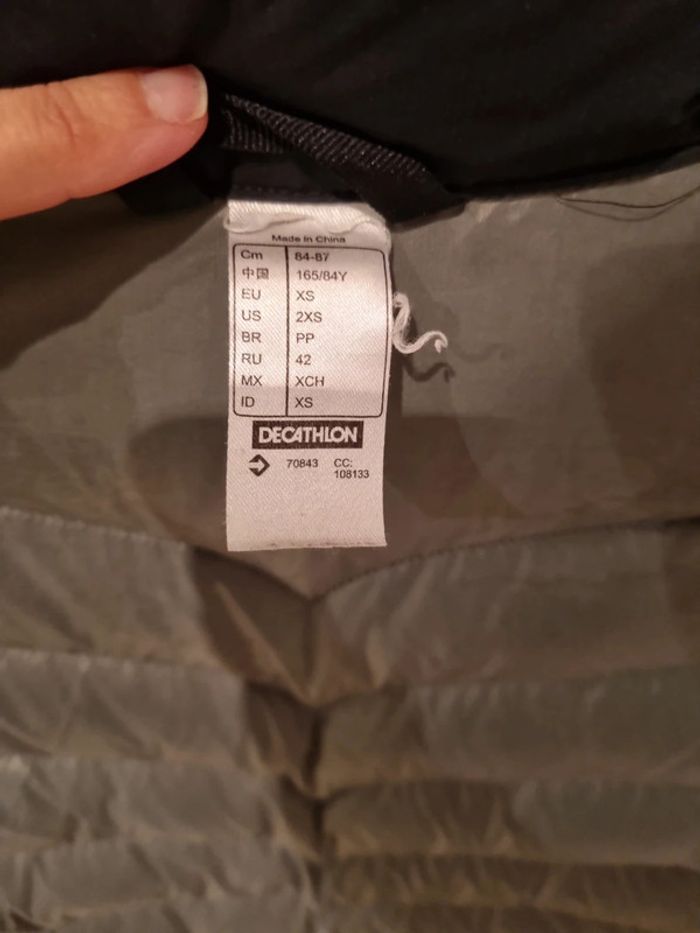 Made in China
Cm 84-87
中国 165/84Y
EU XS
US 2XS
BR PP
RU 42
MX XCH
ID XS
DECATHLON
70843 CC:
108133